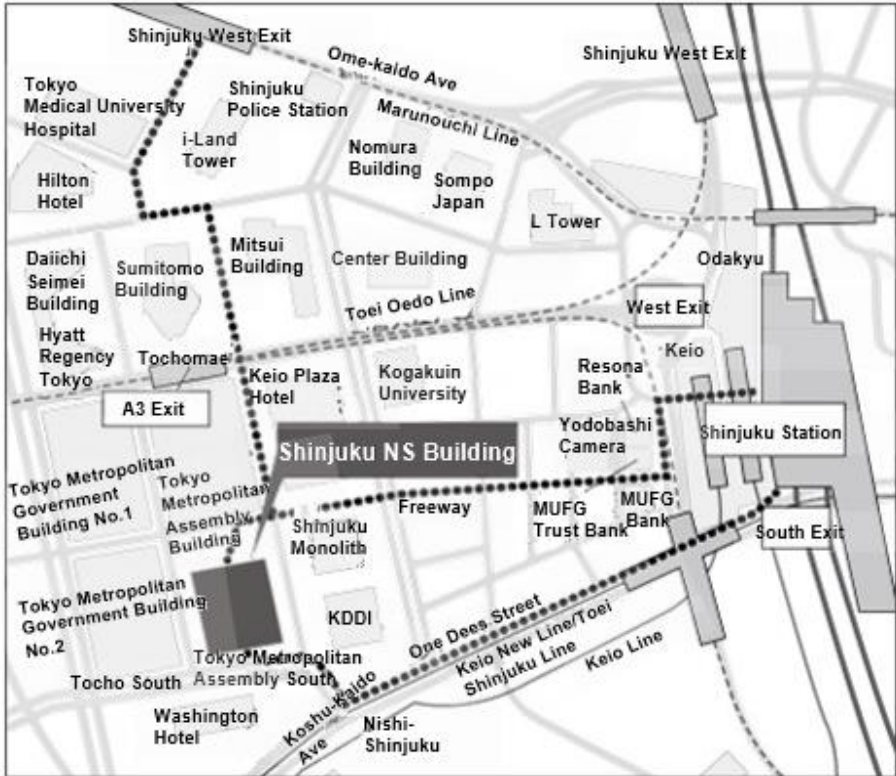 Shinjuku West Exit
Ome-kaido Ave
Shinjuku West Exit
Tokyo
Medical University
Hospital
Shinjuku
Police Station
Marunouchi Line
i-Land
Tower
Nomura
Building
Hilton
Hotel
Sompo
Japan
L Tower
Daiichi
Seimei
Building
Sumitomo
Building
Mitsui
Building
Center Building
Odakyu
Toei Oedo Line
West Exit
Hyatt
Regency
Tokyo
Tochomae
Keio
A3 Exit
Keio Plaza
Hotel
Kogakuin
University
Resona
Bank
Yodobashi
Camera
Shinjuku Station
Shinjuku NS Building
Tokyo Metropolitan
Government
Building No.1
Tokyo
Metropolitan
Assembly
Building
Freeway
Shinjuku
Monolith
MUFG
Trust Bank
MUFG
Bank
South Exit
Tokyo Metropolitan
Government Building
No.2
KDDI
One Dees Street
Keio New Line/Toei
Shinjuku Line
Keio Line
Tokyo Metropolitan
Assembly South
Tocho South
Washington
Hotel
Koshu-Kaido
Ave
Nishi-
Shinjuku